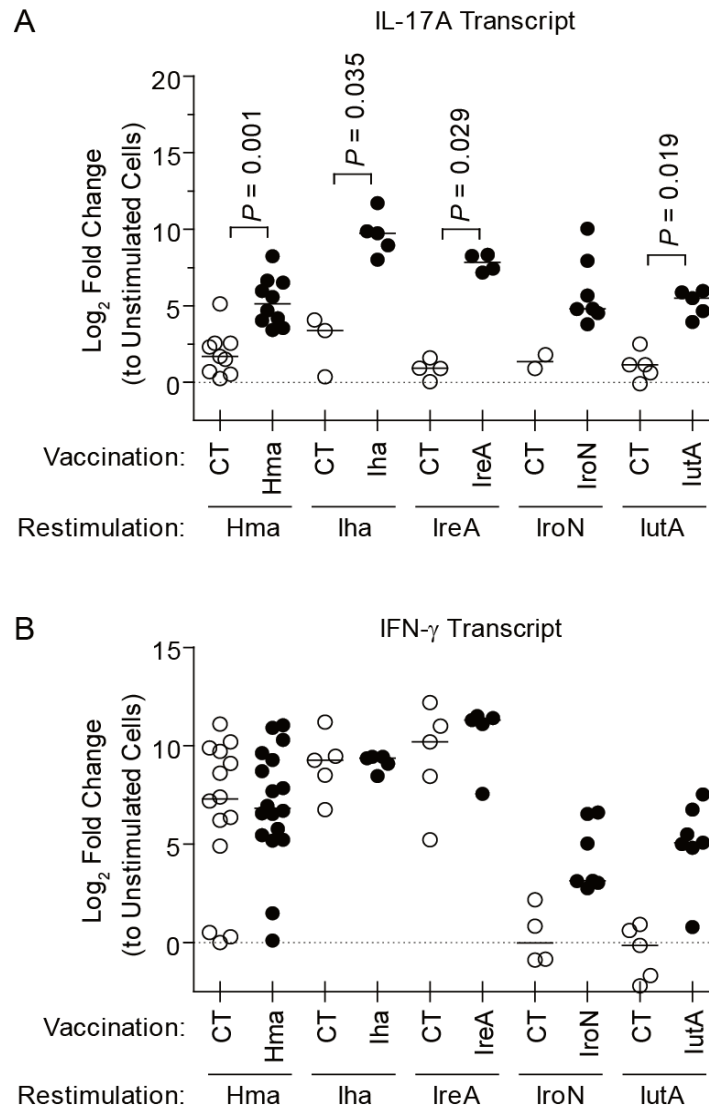 A
IL-17A Transcript
Log₂ Fold Change
(to Unstimulated Cells)
20
15
10
5
0
P = 0.001
P = 0.035
P = 0.029
P = 0.019
Vaccination: CT Hma CT Iha CT IreA CT IroN CT IutA
Restimulation: Hma Iha IreA IroN IutA
B
IFN-γ Transcript
Log₂ Fold Change
(to Unstimulated Cells)
15
10
5
0
Vaccination: CT Hma CT Iha CT IreA CT IroN CT IutA
Restimulation: Hma Iha IreA IroN IutA